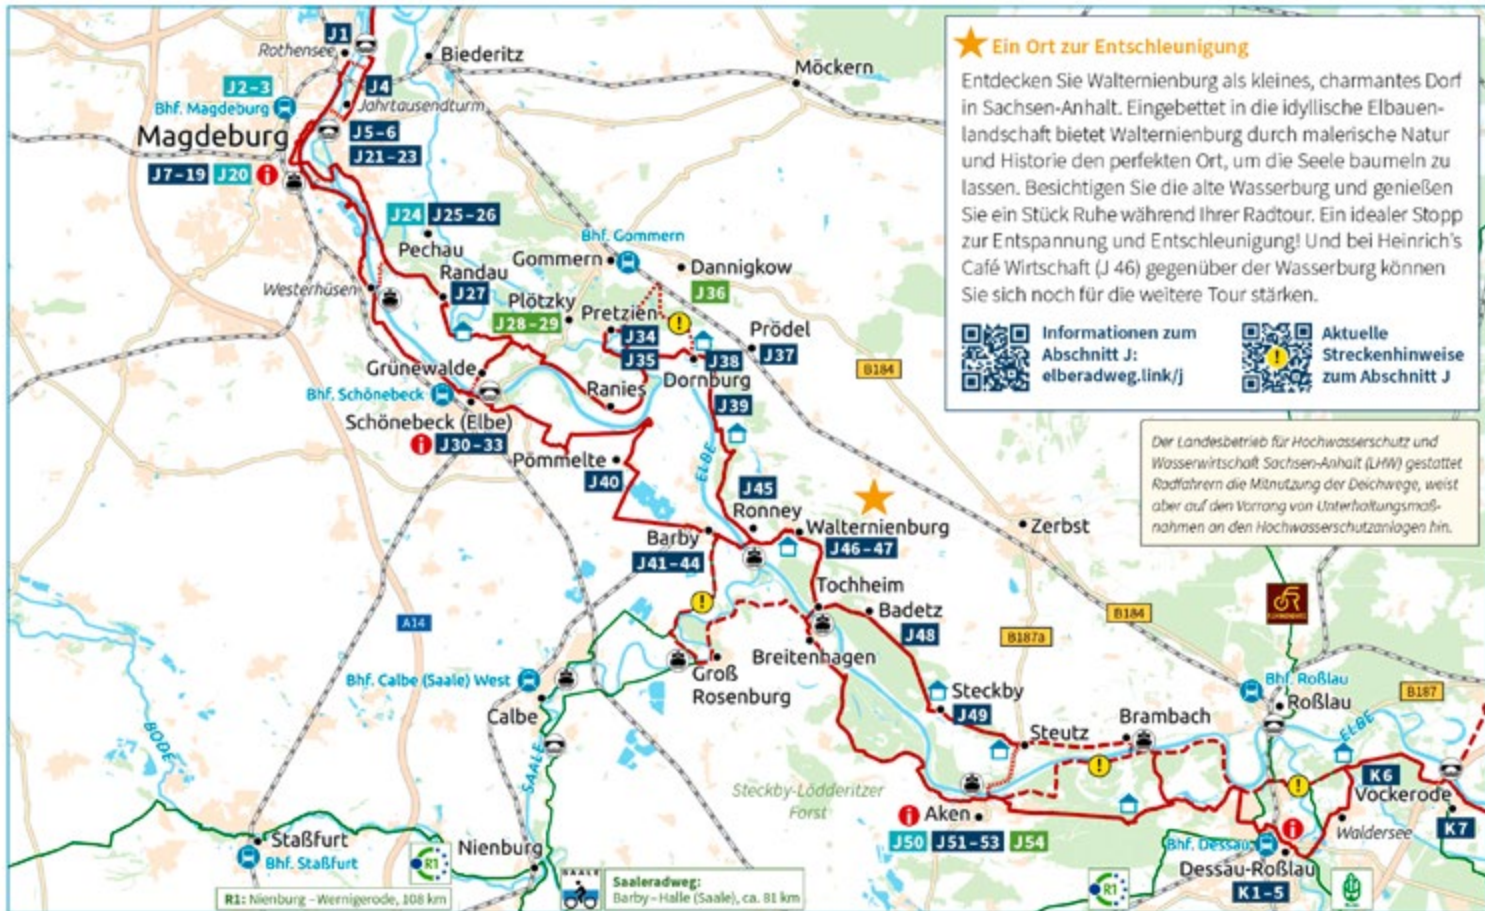 J1
Rothensee
Biederitz
Möckern
J2–3
J4
Bhf. Magdeburg
Jahrtausendturm
Magdeburg
J5–6
J21–23
J7–19 J20
J24 J25–26
Pechau
Bhf. Gommern
Gommern
Dannigkow
J36
Randau
J27
Westerhüsen
Plötzky
J28–29
Pretzien
J34
J35
Prödel
J37
J38
Dornburg
J39
Grünewalde
Ranies
Bhf. Schönebeck
Schönebeck (Elbe)
J30–33
Pömmelte
J40
ELBE
J45
Ronney
Walternienburg
J46–47
Zerbst
Barby
J41–44
Tochheim
Badetz
J48
A14
B184
B184
B187a
B187
Breitenhagen
Groß
Rosenburg
Bhf. Calbe (Saale) West
Calbe
Steckby
J49
Steutz
Brambach
Bhf. Roßlau
Roßlau
ELBE
BODE
SAALE
Steckby-Lödderitzer
Forst
Aken
J50 J51–53 J54
K6
Vockerode
K7
Waldersee
Bhf. Dessau
Dessau-Roßlau
K1–5
Staßfurt
Bhf. Staßfurt
Nienburg
R1
R1: Nienburg – Wernigerode, 108 km
SAALE
Saaleradweg:
Barby – Halle (Saale), ca. 81 km
R1
Ein Ort zur Entschleunigung
Entdecken Sie Walternienburg als kleines, charmantes Dorf
in Sachsen-Anhalt. Eingebettet in die idyllische Elbauen-
landschaft bietet Walternienburg durch malerische Natur
und Historie den perfekten Ort, um die Seele baumeln zu
lassen. Besichtigen Sie die alte Wasserburg und genießen
Sie ein Stück Ruhe während Ihrer Radtour. Ein idealer Stopp
zur Entspannung und Entschleunigung! Und bei Heinrich's
Café Wirtschaft (J 46) gegenüber der Wasserburg können
Sie sich noch für die weitere Tour stärken.
Informationen zum
Abschnitt J:
elberadweg.link/j
Aktuelle
Streckenhinweise
zum Abschnitt J
Der Landesbetrieb für Hochwasserschutz und
Wasserwirtschaft Sachsen-Anhalt (LHW) gestattet
Radfahrern die Mitnutzung der Deichwege, weist
aber auf den Vorrang von Unterhaltungsmaß-
nahmen an den Hochwasserschutzanlagen hin.